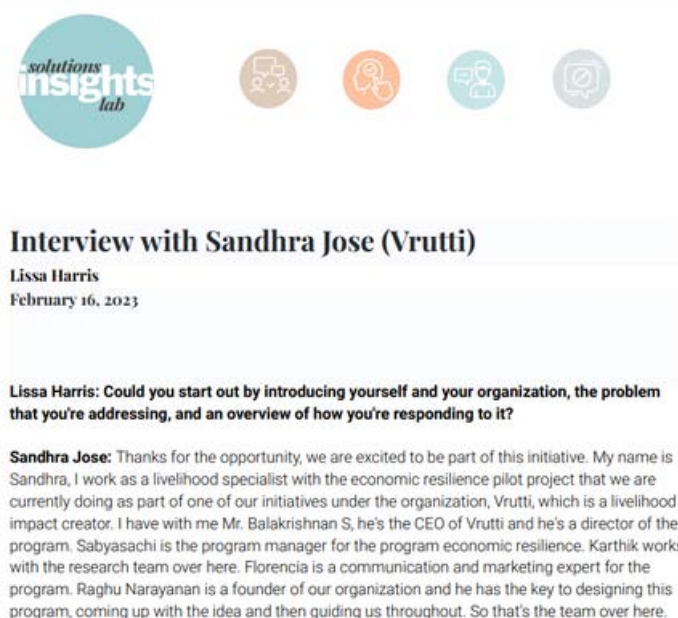 solutions
insights
lab
Interview with Sandhra Jose (Vrutti)
Lissa Harris
February 16, 2023
Lissa Harris: Could you start out by introducing yourself and your organization, the problem
that you're addressing, and an overview of how you're responding to it?
Sandhra Jose: Thanks for the opportunity, we are excited to be part of this initiative. My name is
Sandhra, I work as a livelihood specialist with the economic resilience pilot project that we are
currently doing as part of one of our initiatives under the organization, Vrutti, which is a livelihood
impact creator. I have with me Mr. Balakrishnan S, he's the CEO of Vrutti and he's a director of the
program. Sabyasachi is the program manager for the program economic resilience. Karthik works
with the research team over here. Florencia is a communication and marketing expert for the
program. Raghu Narayanan is a founder of our organization and he has the key to designing this
program, coming up with the idea and then guiding us throughout. So that's the team over here.